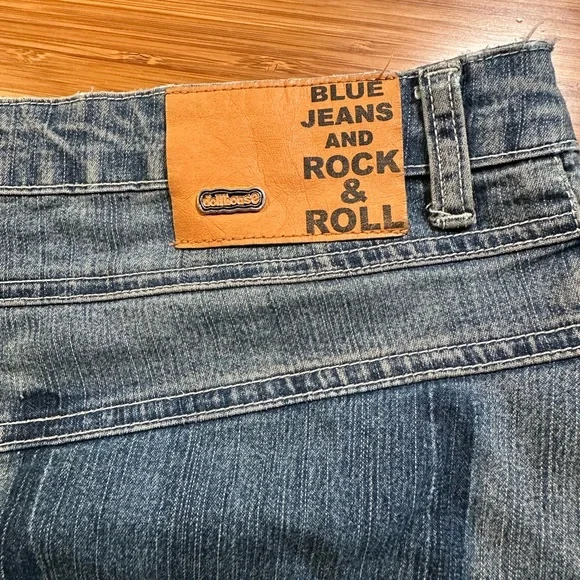 BLUE
JEANS
AND
ROCK
&
ROLL
dollhouse